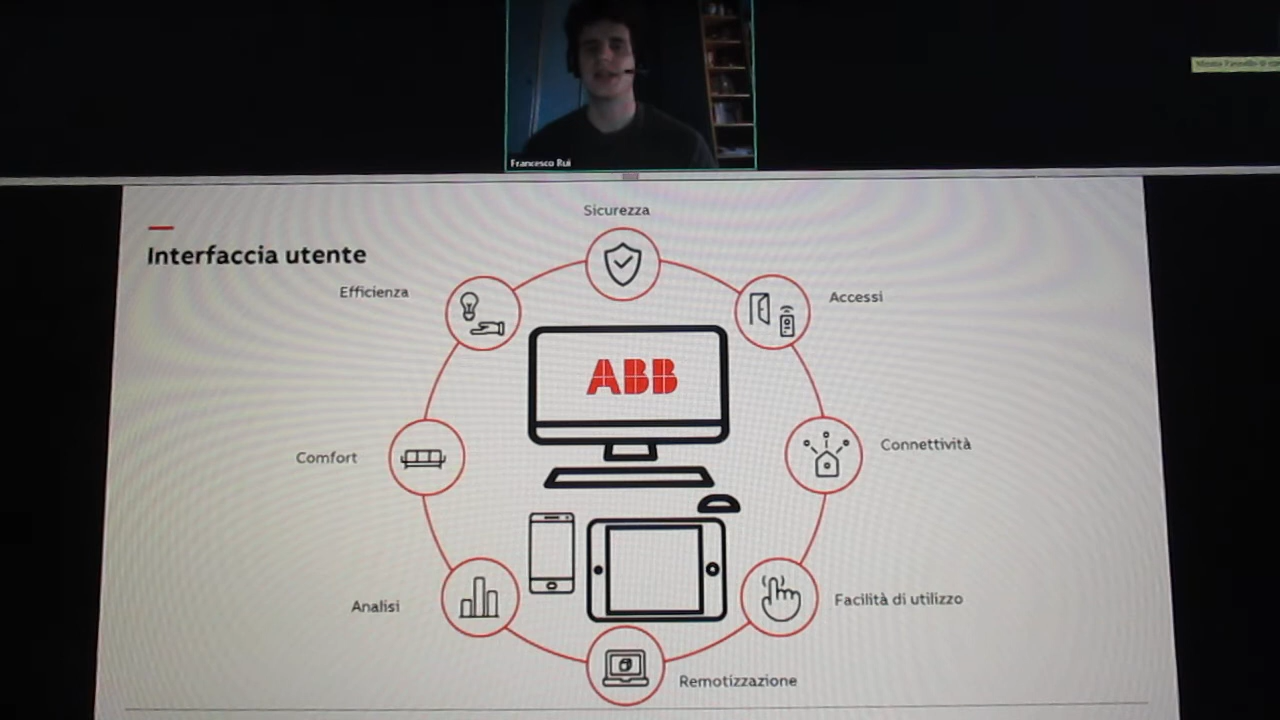 Francesco Rui
Sicurezza
Interfaccia utente
Efficienza
Accessi
ABB
Connettività
Comfort
Facilità di utilizzo
Analisi
Remotizzazione